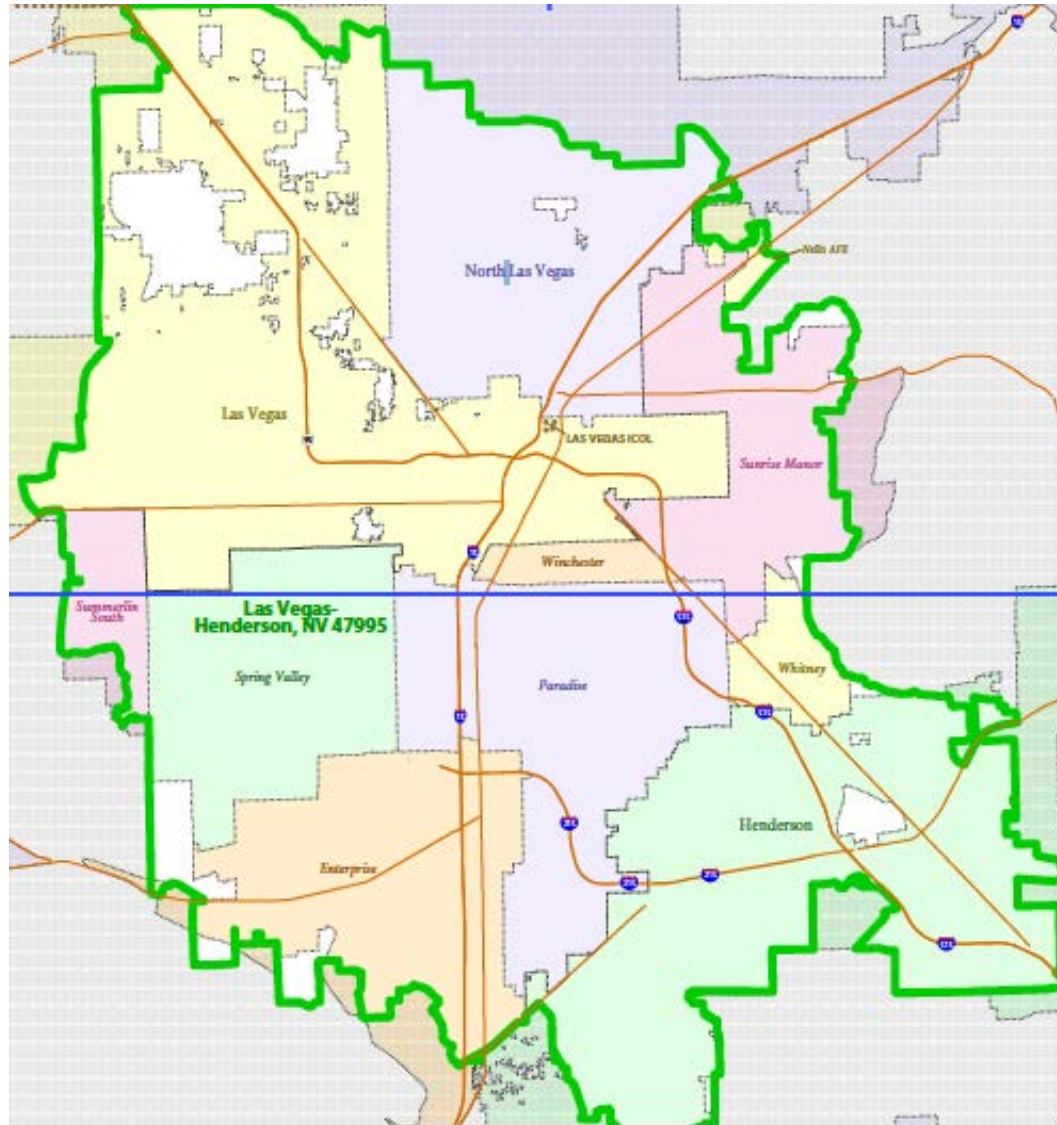 Nellis AFB
North Las Vegas
Las Vegas
LAS VEGAS ICOL
Sunrise Manor
Winchester
Summerlin
South
Las Vegas-
Henderson, NV 47995
Spring Valley
Paradise
Whitney
Henderson
Enterprise